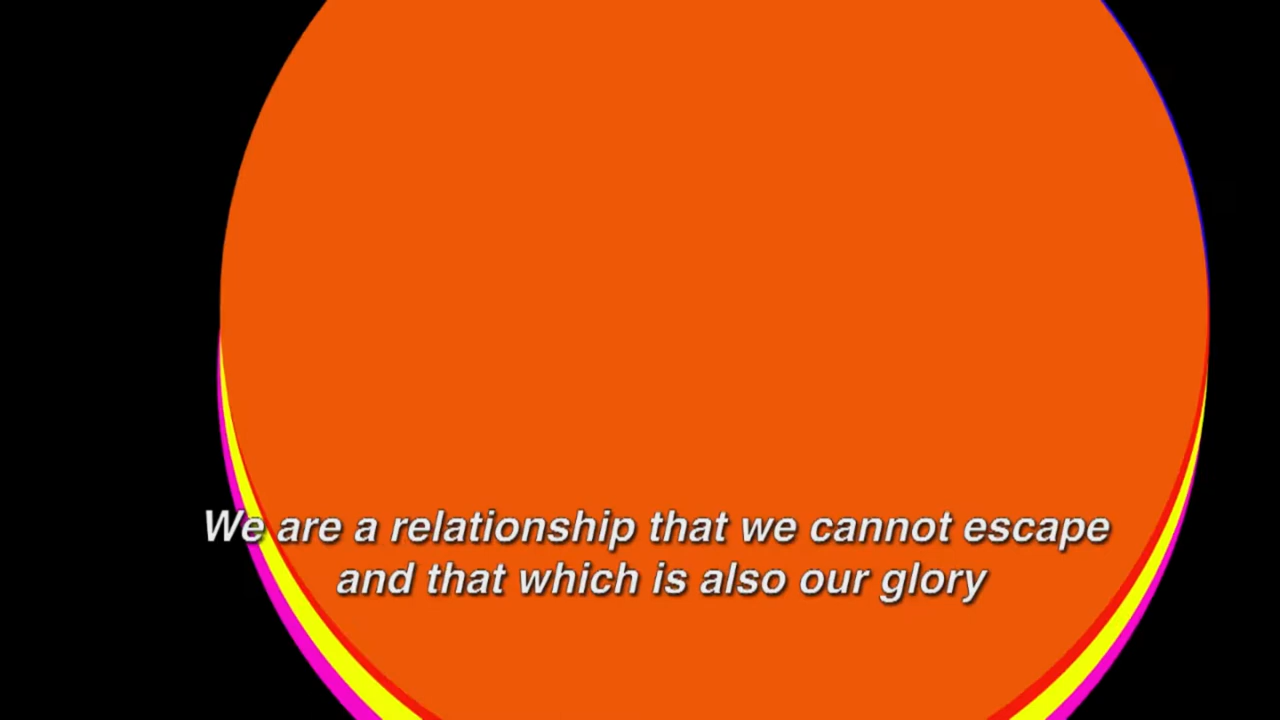 We are a relationship that we cannot escape
and that which is also our glory